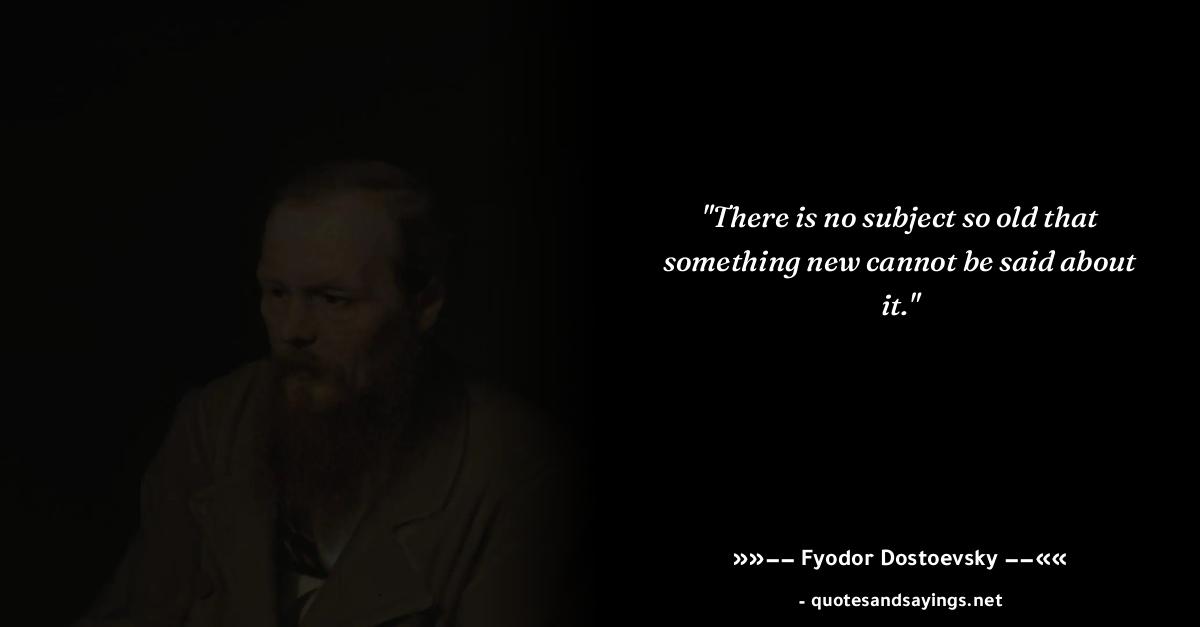 "There is no subject so old that
something new cannot be said about
it."
»»–– Fyodor Dostoevsky ––««
- quotesandsayings.net